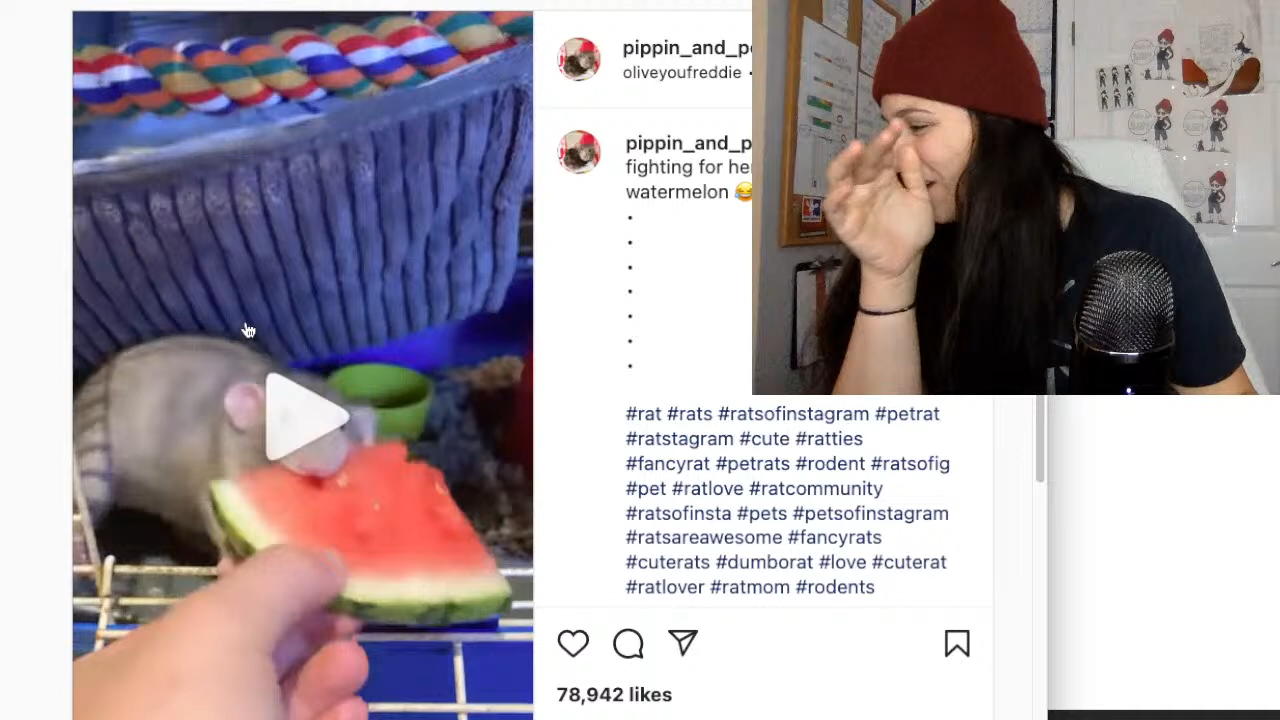 pippin_and_p
oliveyoufreddie •
pippin_and_p
fighting for he
watermelon 😂
•
•
•
•
•
•
•
#rat #rats #ratsofinstagram #petrat
#ratstagram #cute #ratties
#fancyrat #petrats #rodent #ratsofig
#pet #ratlove #ratcommunity
#ratsofinsta #pets #petsofinstagram
#ratsareawesome #fancyrats
#cuterats #dumborat #love #cuterat
#ratlover #ratmom #rodents
78,942 likes